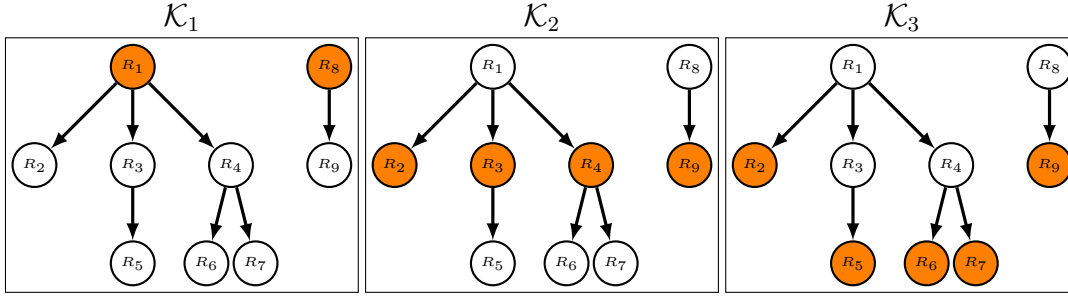 𝒦₁ 𝒦₂ 𝒦₃
R₁ R₈ R₁ R₈ R₁ R₈
R₂ R₃ R₄ R₉ R₂ R₃ R₄ R₉ R₂ R₃ R₄ R₉
R₅ R₆ R₇ R₅ R₆ R₇ R₅ R₆ R₇